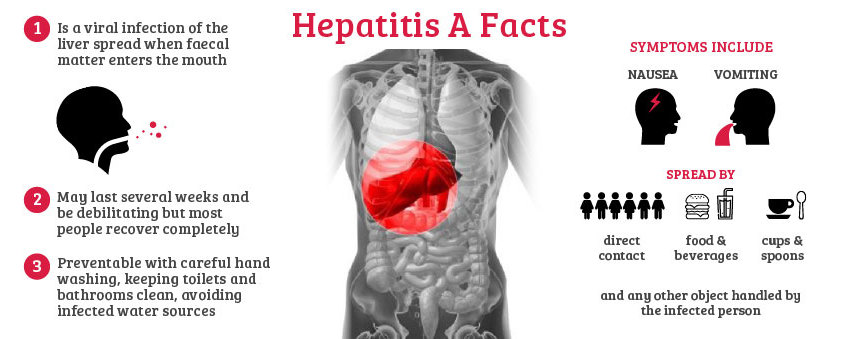 Hepatitis A Facts
1 Is a viral infection of the
liver spread when faecal
matter enters the mouth
2 May last several weeks and
be debilitating but most
people recover completely
3 Preventable with careful hand
washing, keeping toilets and
bathrooms clean, avoiding
infected water sources
SYMPTOMS INCLUDE
NAUSEA VOMITING
SPREAD BY
direct
contact
food &
beverages
cups &
spoons
and any other object handled by
the infected person